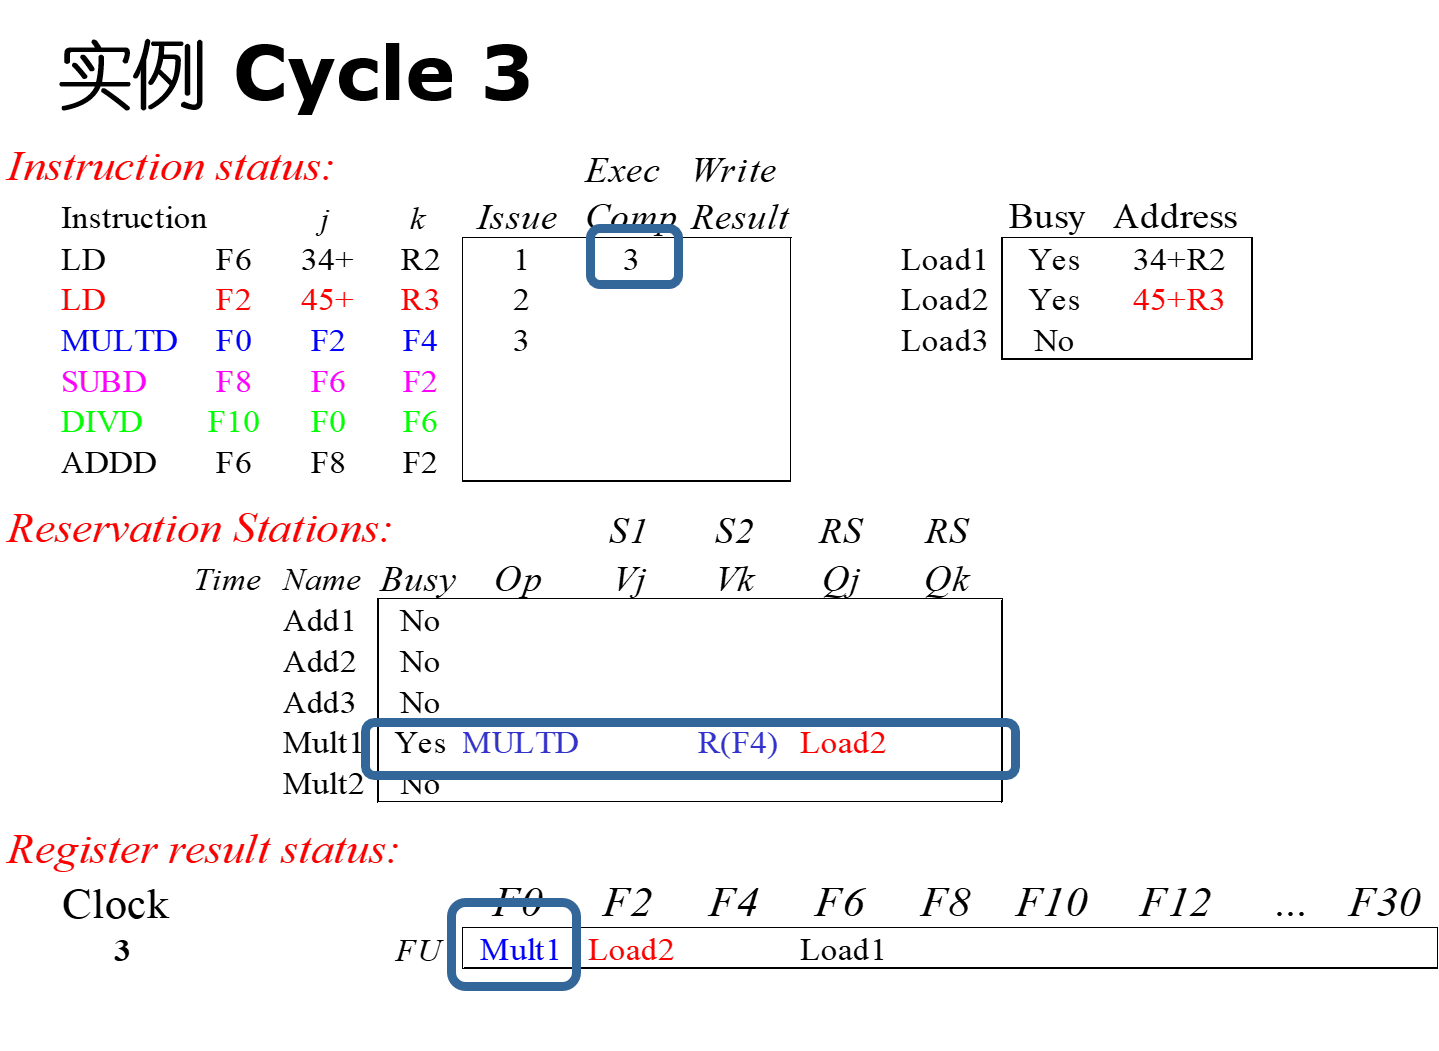 实例 Cycle 3
Instruction status:
Exec Write
Instruction j k Issue Comp Result
Busy Address
LD F6 34+ R2 1 3
Load1 Yes 34+R2
LD F2 45+ R3 2
Load2 Yes 45+R3
MULTD F0 F2 F4 3
Load3 No
SUBD F8 F6 F2
DIVD F10 F0 F6
ADDD F6 F8 F2
Reservation Stations:
S1 S2 RS RS
Time Name Busy Op Vj Vk Qj Qk
Add1 No
Add2 No
Add3 No
Mult1 Yes MULTD R(F4) Load2
Mult2 No
Register result status:
Clock F0 F2 F4 F6 F8 F10 F12 ... F30
3 FU Mult1 Load2 Load1